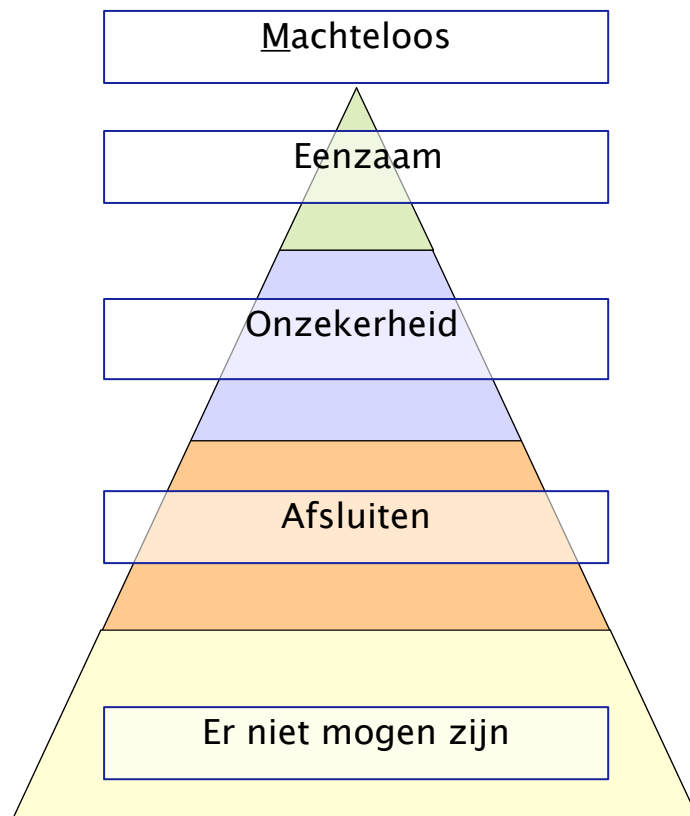 Machteloos
Eenzaam
Onzekerheid
Afsluiten
Er niet mogen zijn